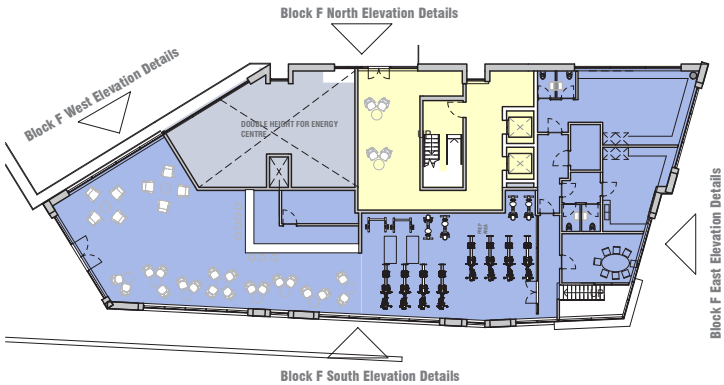 Block F North Elevation Details
Block F West Elevation Details
DOUBLE HEIGHT FOR ENERGY
CENTRE
Block F East Elevation Details
Block F South Elevation Details